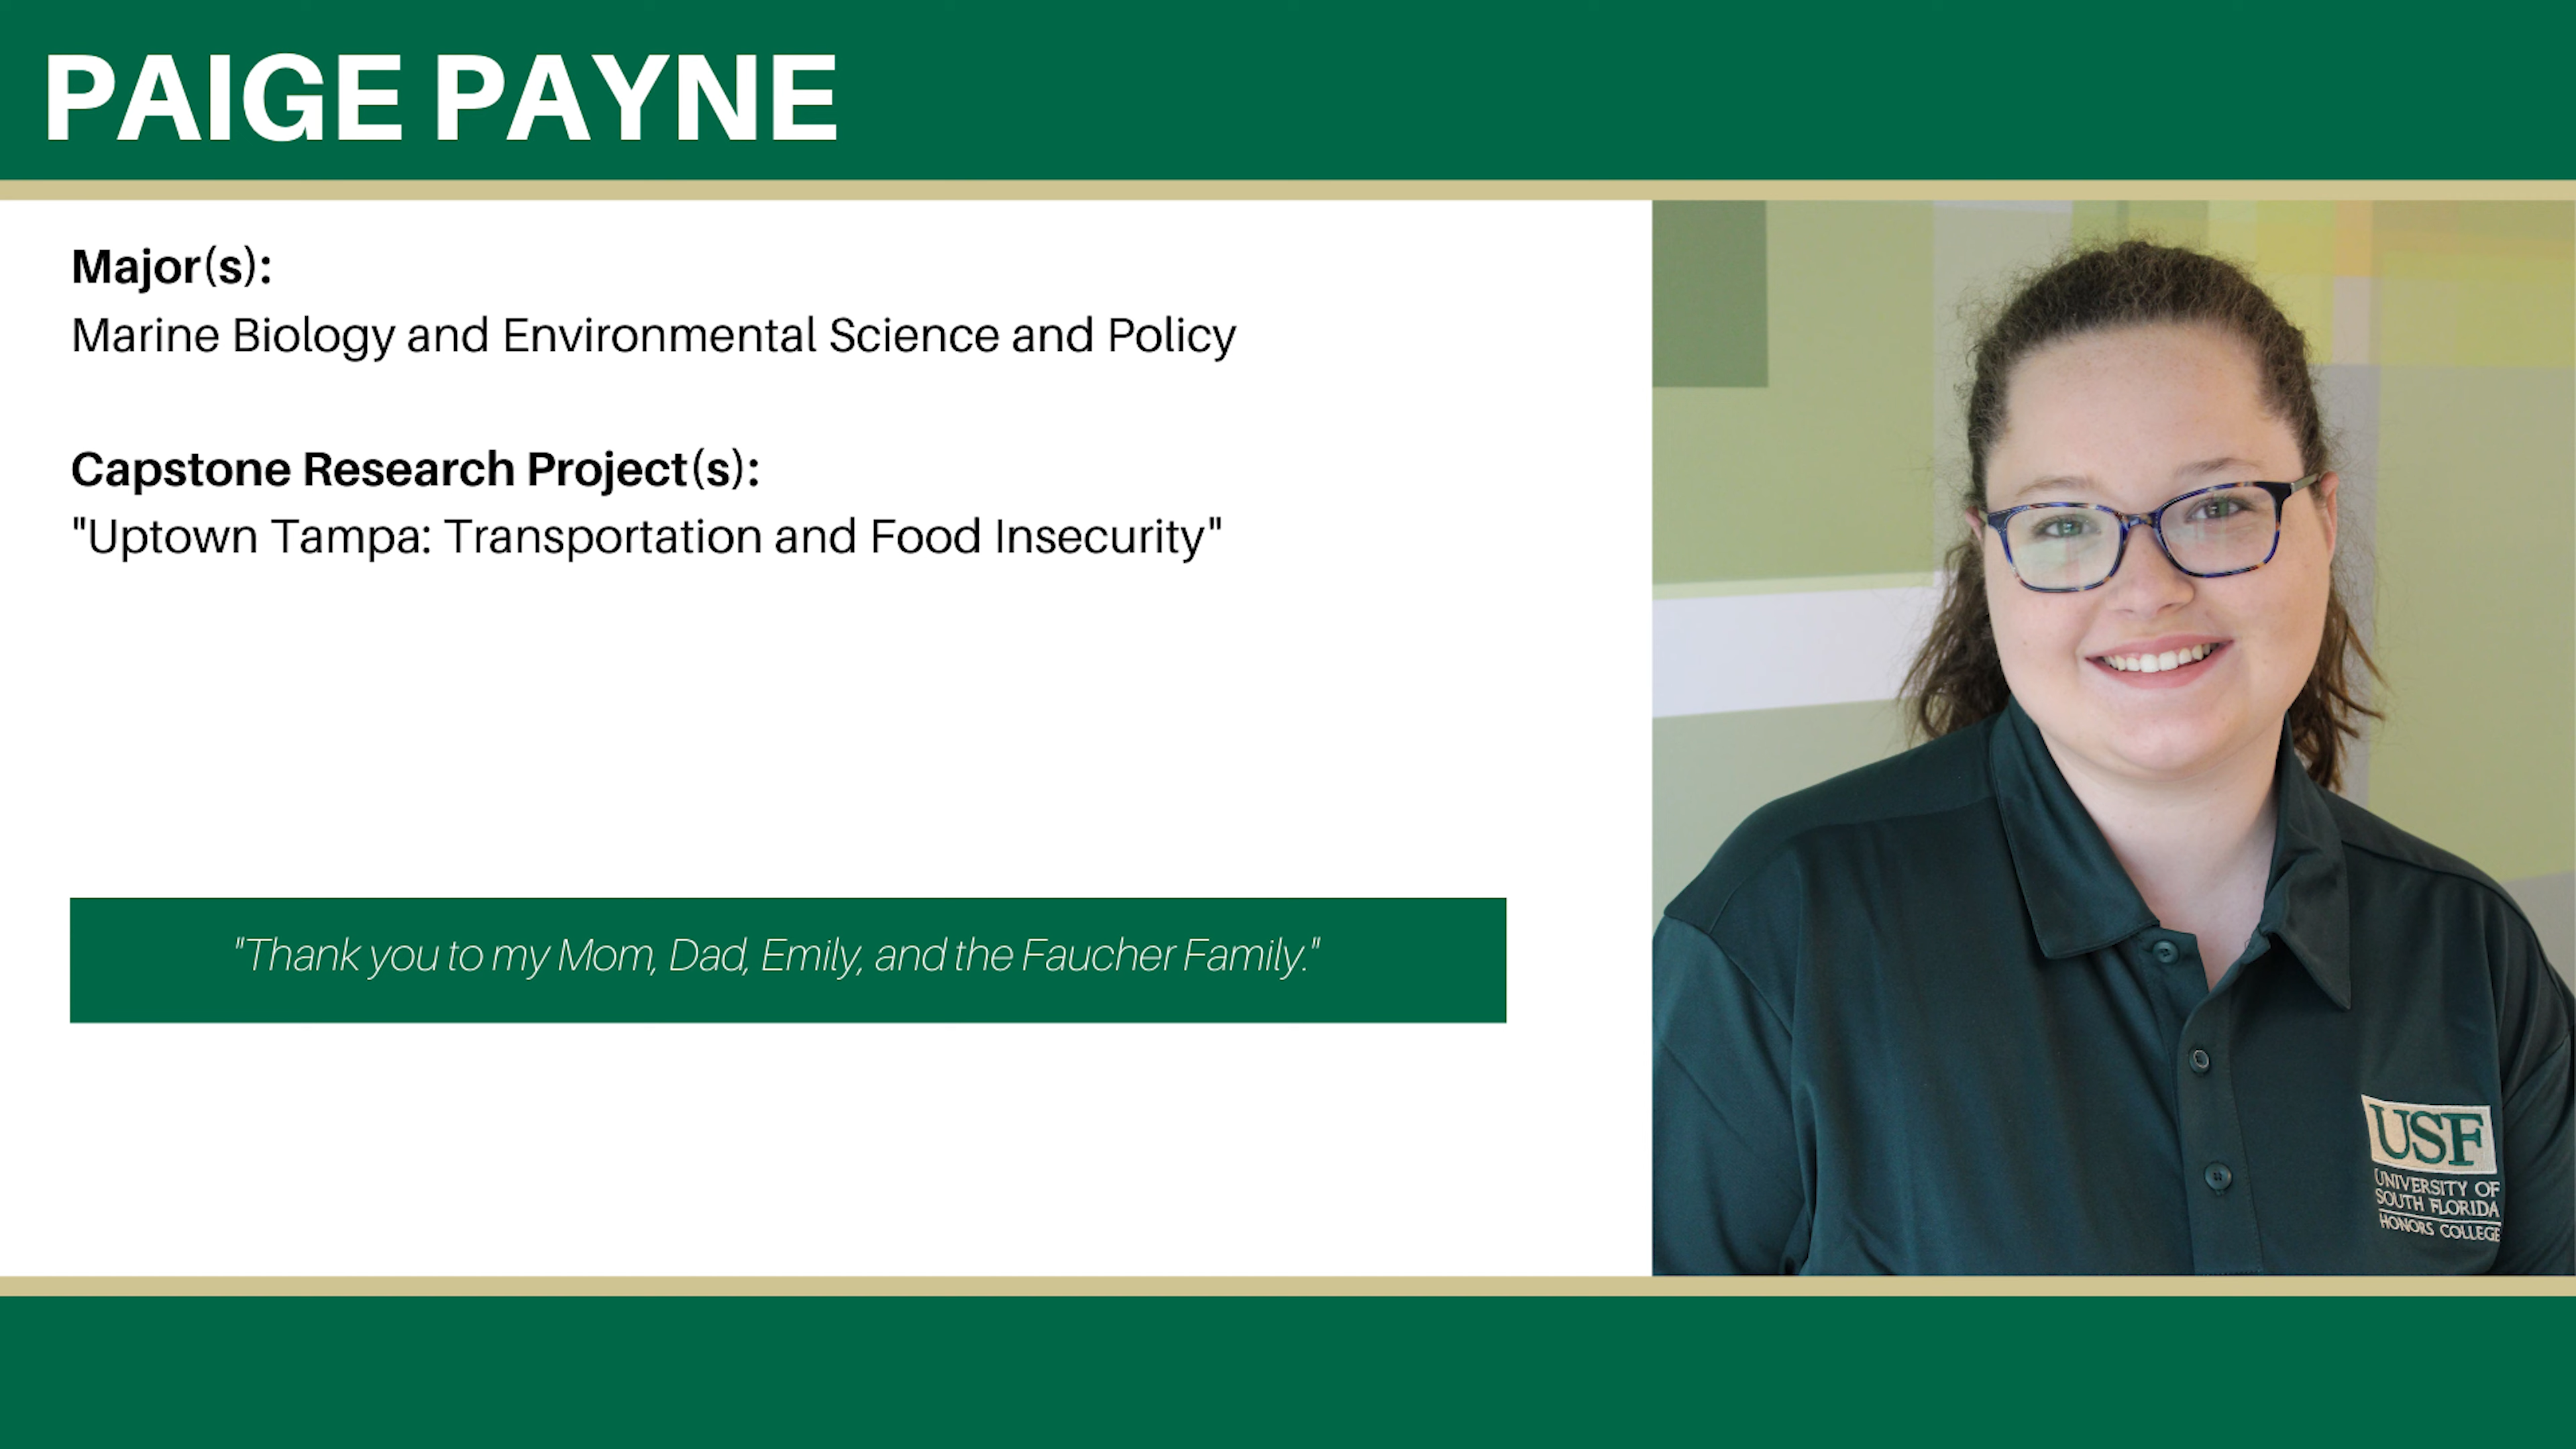 PAIGE PAYNE
Major(s):
Marine Biology and Environmental Science and Policy
Capstone Research Project(s):
"Uptown Tampa: Transportation and Food Insecurity"
"Thank you to my Mom, Dad, Emily, and the Faucher Family."
USF
UNIVERSITY OF
SOUTH FLORIDA
HONORS COLLEGE